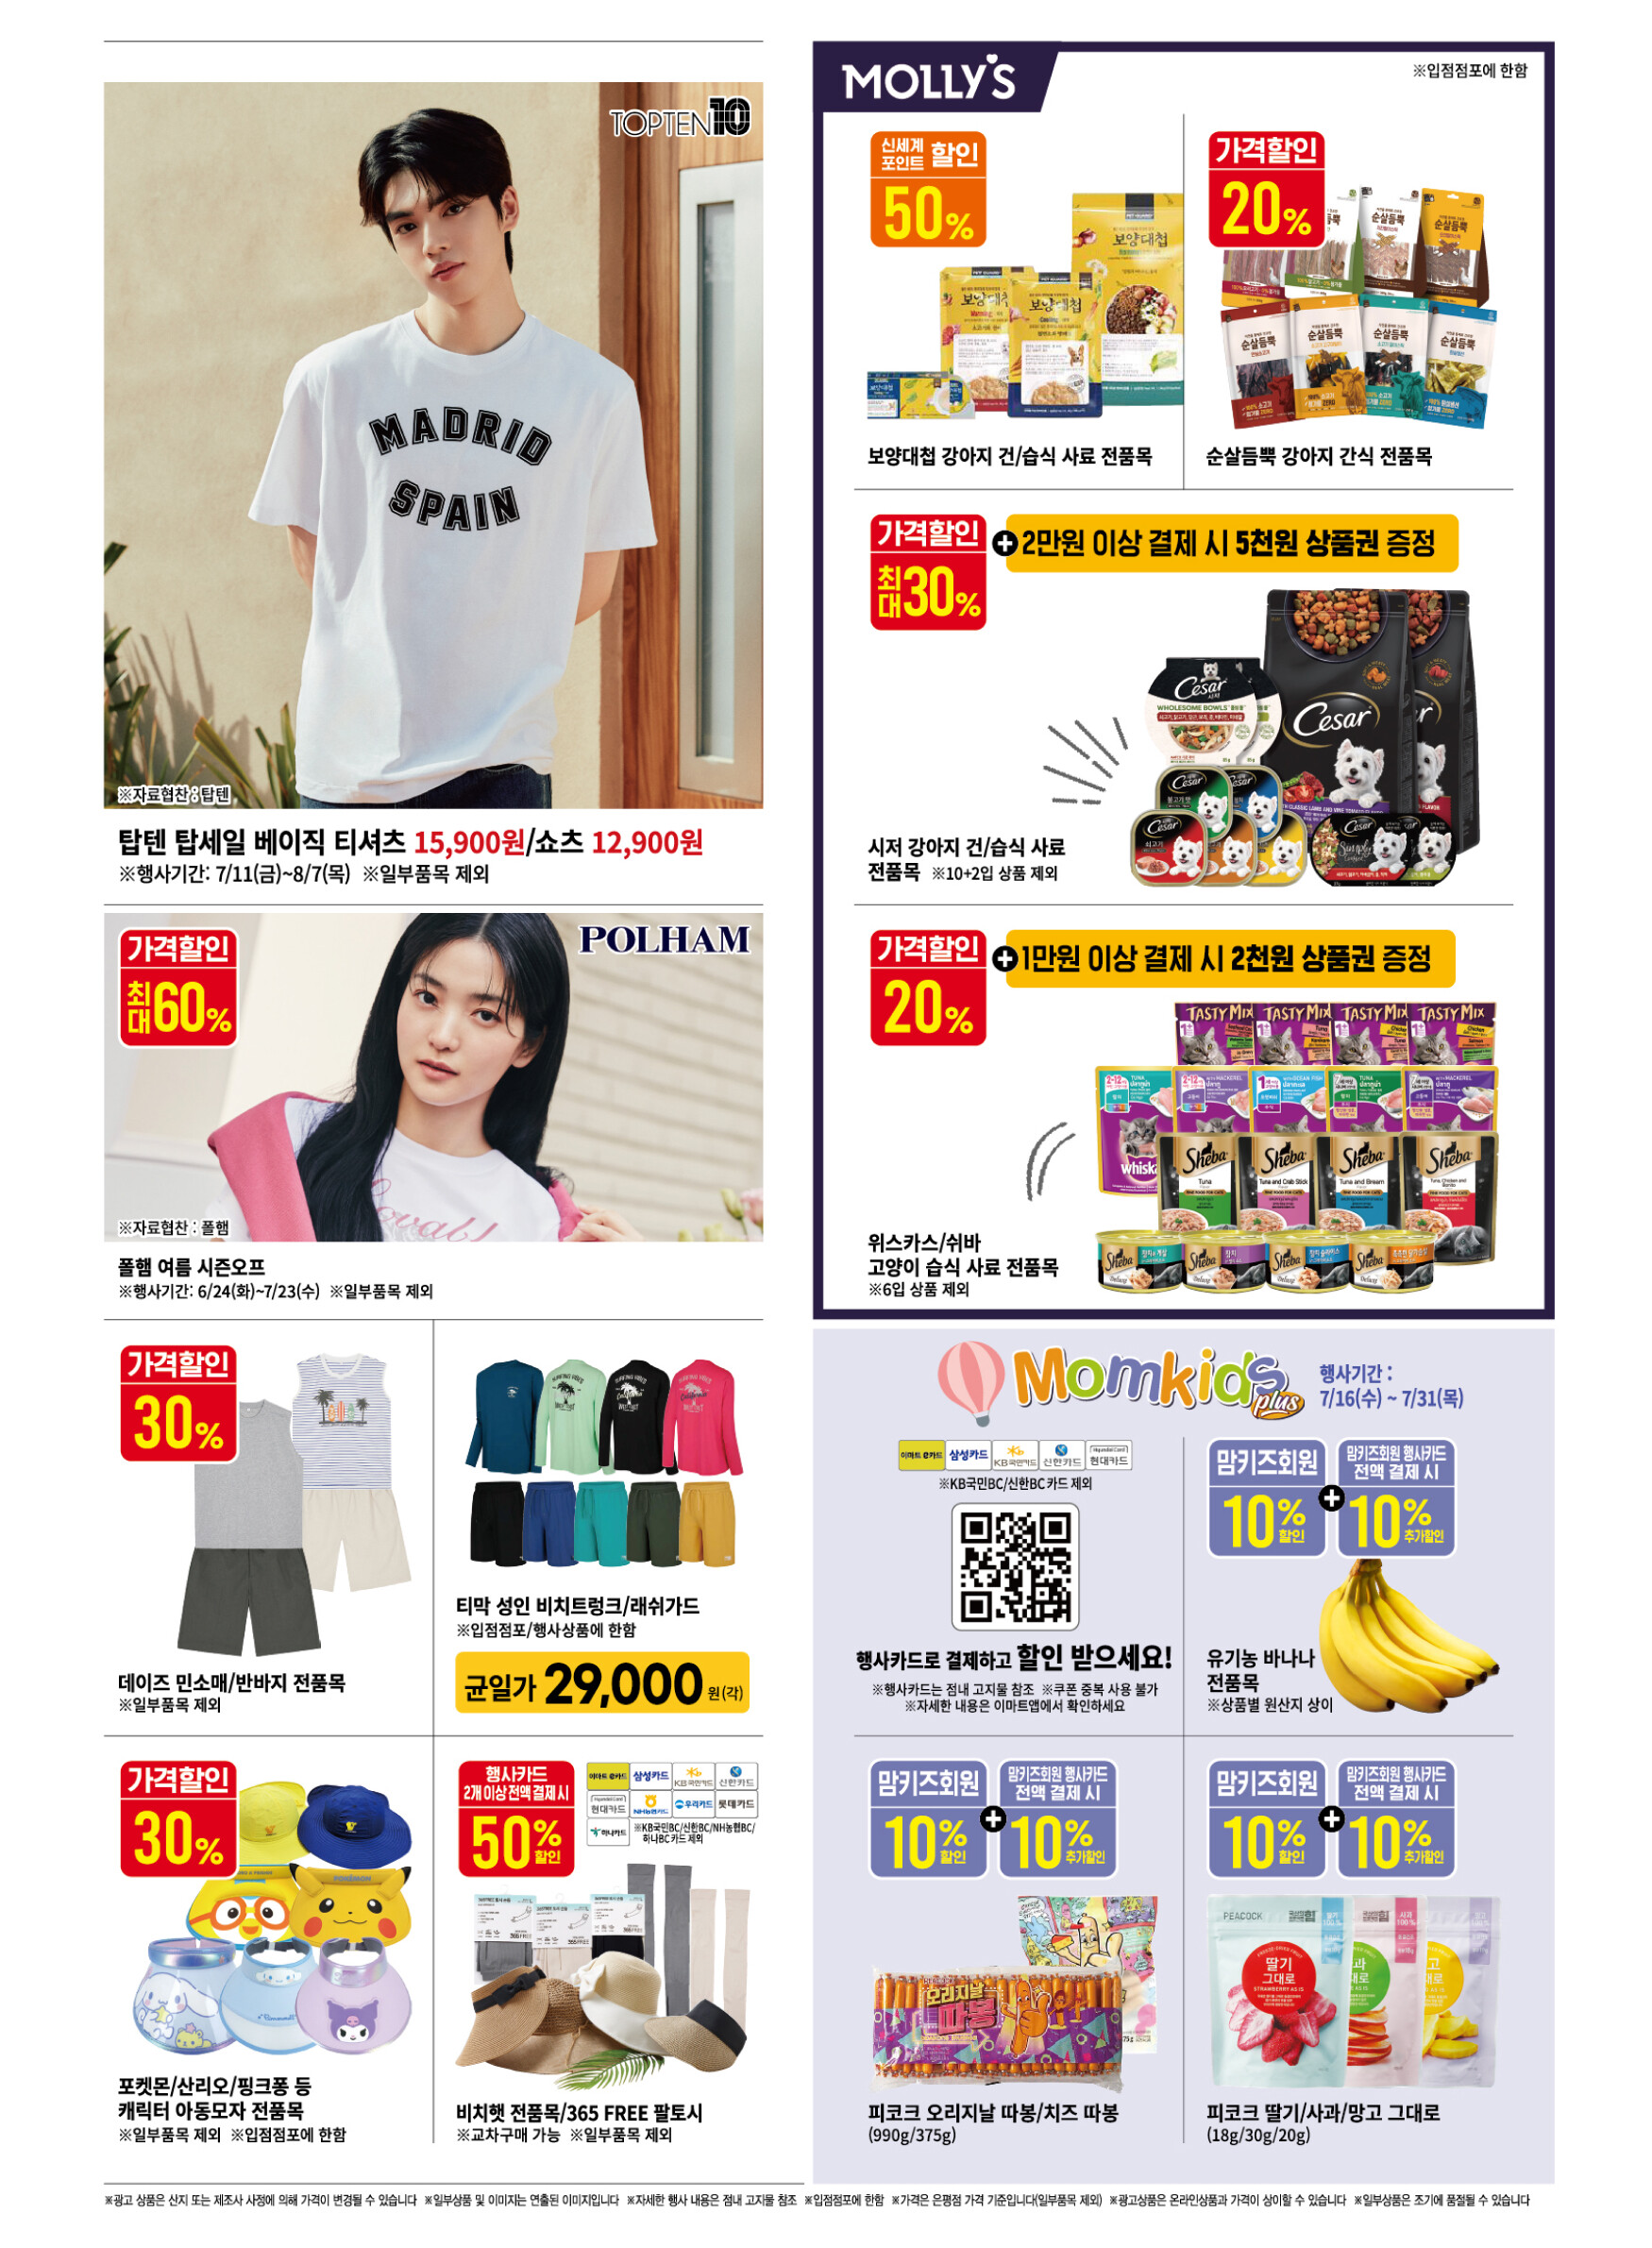 TOPTEN10
MADRID
SPAIN
※자료협찬 : 탑텐
탑텐 탑세일 베이직 티셔츠 15,900원/쇼츠 12,900원
※행사기간: 7/11(금)~8/7(목) ※일부품목 제외
가격할인
최대60%
POLHAM
※자료협찬 : 폴햄
폴햄 여름 시즌오프
※행사기간: 6/24(화)~7/23(수) ※일부품목 제외
가격할인
30%
데이즈 민소매/반바지 전품목
※일부품목 제외
티막 성인 비치트렁크/래쉬가드
※입점점포/행사상품에 한함
균일가 29,000원(각)
가격할인
30%
포켓몬/산리오/핑크퐁 등
캐릭터 아동모자 전품목
※일부품목 제외 ※입점점포에 한함
행사카드
2개 이상 전액 결제 시
50% 할인
이마트 e카드 삼성카드 KB국민카드 신한카드
Hyundai Card 현대카드 NH농협카드 우리카드 롯데카드
하나카드
※KB국민BC/신한BC/NH농협BC/
하나BC카드 제외
365 FREE
비치햇 전품목/365 FREE 팔토시
※교차구매 가능 ※일부품목 제외
MOLLY'S
※입점점포에 한함
신세계포인트 할인
50%
보양대첩
보양대첩 강아지 건/습식 사료 전품목
가격할인
20%
순살듬뿍
순살듬뿍 강아지 간식 전품목
가격할인
최대30%
+ 2만원 이상 결제 시 5천원 상품권 증정
Cesar
WHOLESOME BOWLS
시저 강아지 건/습식 사료
전품목 ※10+2입 상품 제외
가격할인
20%
+ 1만원 이상 결제 시 2천원 상품권 증정
TASTY MIX TASTY MIX TASTY MIX TASTY MIX
Sheba Sheba Sheba Sheba
Tuna Tuna and Crab Stick Tuna and Bream
Sheba Sheba Sheba Sheba
위스카스/쉬바
고양이 습식 사료 전품목
※6입 상품 제외
Momkids plus
행사기간 :
7/16(수) ~ 7/31(목)
이마트 e카드 삼성카드 KB국민카드 신한카드 Hyundai Card 현대카드
※KB국민BC/신한BC 카드 제외
행사카드로 결제하고 할인 받으세요!
※행사카드는 점내 고지물 참조 ※쿠폰 중복 사용 불가
※자세한 내용은 이마트앱에서 확인하세요
맘키즈회원
10% 할인
+
맘키즈회원 행사카드
전액 결제 시
10% 추가할인
유기농 바나나
전품목
※상품별 원산지 상이
맘키즈회원
10% 할인
+
맘키즈회원 행사카드
전액 결제 시
10% 추가할인
오리지날
따봉
피코크 오리지날 따봉/치즈 따봉
(990g/375g)
맘키즈회원
10% 할인
+
맘키즈회원 행사카드
전액 결제 시
10% 추가할인
PEACOCK
딸기
그대로
STRAWBERRY AS IS
피코크 딸기/사과/망고 그대로
(18g/30g/20g)
※광고 상품은 산지 또는 제조사 사정에 의해 가격이 변경될 수 있습니다 ※일부상품 및 이미지는 연출된 이미지입니다 ※자세한 행사 내용은 점내 고지물 참조 ※입점점포에 한함 ※가격은 은평점 가격 기준입니다(일부품목 제외) ※광고상품은 온라인상품과 가격이 상이할 수 있습니다 ※일부상품은 조기에 품절될 수 있습니다